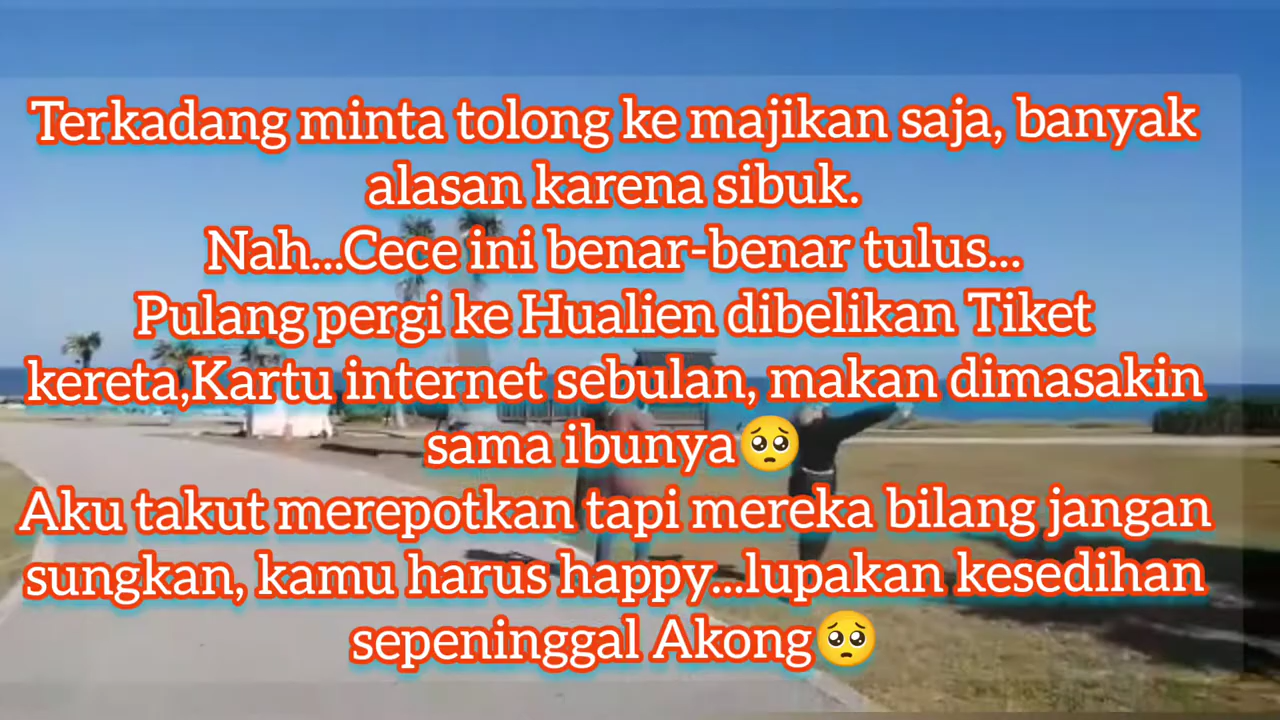 Terkadang minta tolong ke majikan saja, banyak
alasan karena sibuk.
Nah...Cece ini benar-benar tulus...
Pulang pergi ke Hualien dibelikan Tiket
kereta,Kartu internet sebulan, makan dimasakin
sama ibunya🥺
Aku takut merepotkan tapi mereka bilang jangan
sungkan, kamu harus happy...lupakan kesedihan
sepeninggal Akong🥺